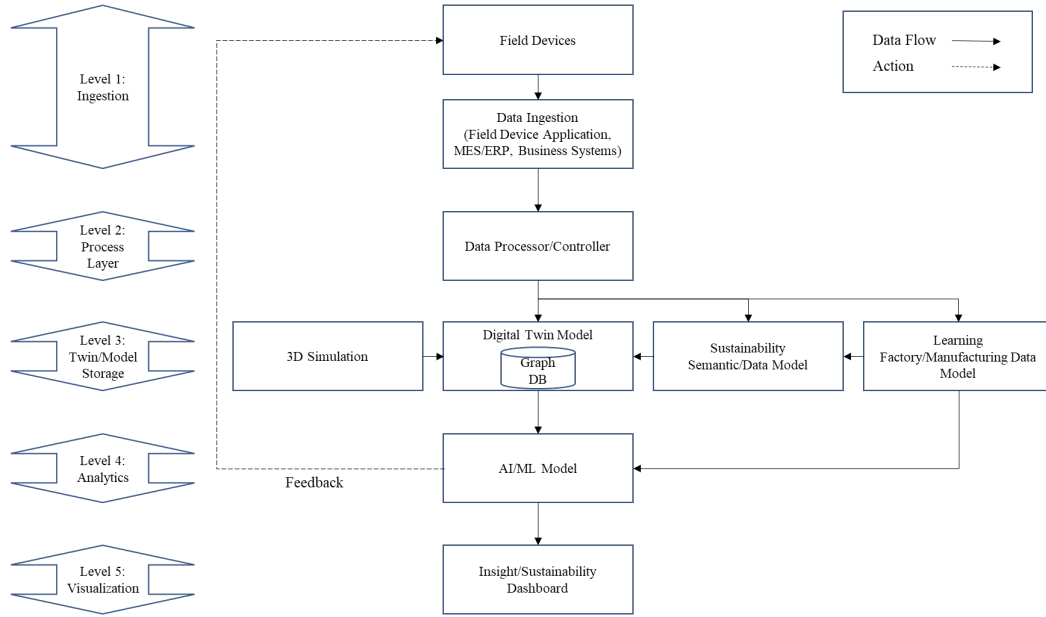 Level 1:
Ingestion
Field Devices
Data Flow
Action
Data Ingestion
(Field Device Application,
MES/ERP, Business Systems)
Level 2:
Process
Layer
Data Processor/Controller
Level 3:
Twin/Model
Storage
3D Simulation
Digital Twin Model
Graph
DB
Sustainability
Semantic/Data Model
Learning
Factory/Manufacturing Data
Model
Level 4:
Analytics
Feedback
AI/ML Model
Level 5:
Visualization
Insight/Sustainability
Dashboard